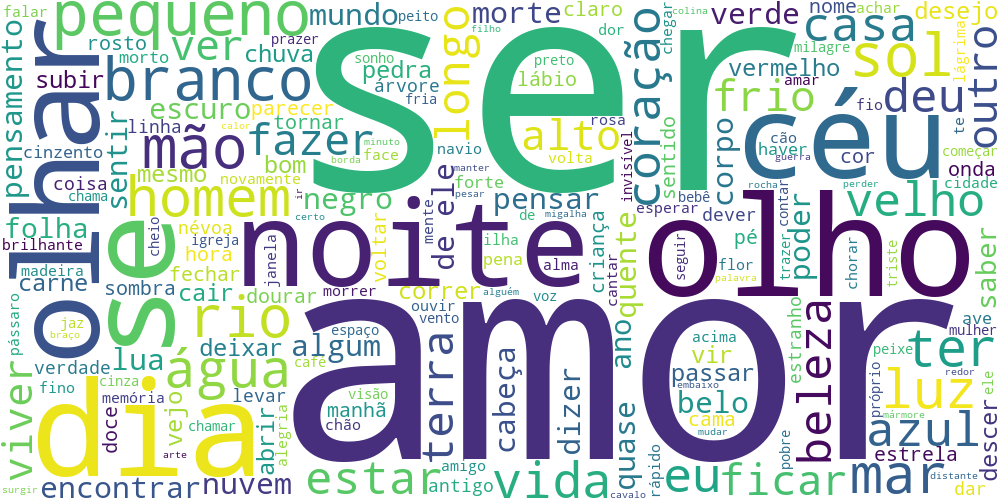 falar
pequeno
mundo
peito
morte
claro
colina
nome
achar
desejo
rosto
ver
prazer
filho
dor
verde
casa
te
lágrima
pensamento
morto
chuva
sonho
preto
chegar
milagre
sol
outro
subir
branco
ser
pedra
lábio
longo
coração
vermelho
amar
árvore
fria
frio
fio
deu
olhar
escuro
parecer
céu
cinzento
linha
tornar
calor
minuto
fazer
alto
rosa
sentido
cão
haver
guerra
cor
começar
sentir
mão
face
borda
navio
volta
invisível
corpo
onda
coisa
mesmo
bom
novamente
manter
forte
bebê
rocha
perder
cidade
chama
homem
ir
negro
pesar
pensar
esperar
contar
velho
folha
se
certo
noite
de ele
de
migalha
dever
olho
brilhante
névoa
cheio
mente
ilha
criança
quente
pé
poder
saber
igreja
hora
janela
voltar
pena
alma
seguir
flor
trazer
chorar
triste
madeira
fechar
cantar
palavra
carne
sombra
cair
dourar
morrer
correr
alguém
voz
amor
pássaro
jaz
braço
rio
ouvir
vento
ano
beleza
estranho
ave
mulher
verdade
lua
deixar
algum
espaço
acima
vir
passar
peixe
ter
fino
cinza
água
café
terra
cabeça
embaixo
belo
próprio
redor
ele
viver
dia
memória
levar
visão
manhã
chão
dizer
cama
mudar
mármore
luz
doce
vejo
chamar
alegria
abrir
quase
azul
descer
arte
estar
amigo
antigo
vida
rápido
eu
pobre
ficar
mar
estrela
distante
surgir
encontrar
nuvem
cavalo
dar